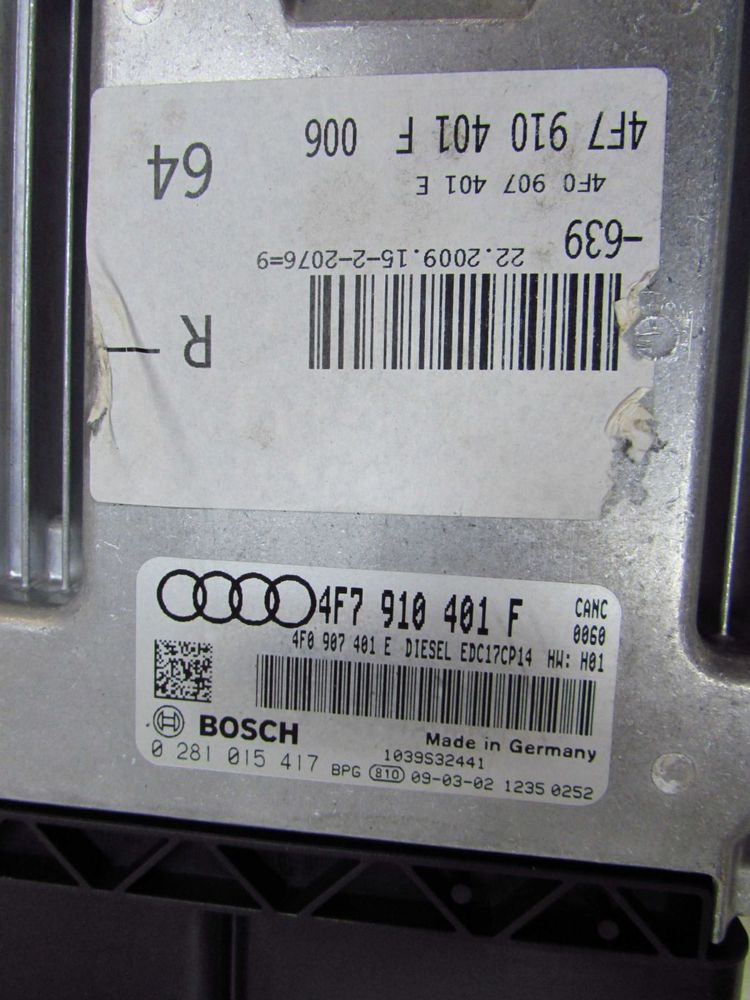 4F7 910 401 F 006
4F0 907 401 E
64
-639
22.2009.15-2-2076=9
R
4F7 910 401 F
CANC
0060
4F0 907 401 E DIESEL EDC17CP14 HW: H01
BOSCH
Made in Germany
0 281 015 417
1039S32441
BPG 810 09-03-02 1235 0252